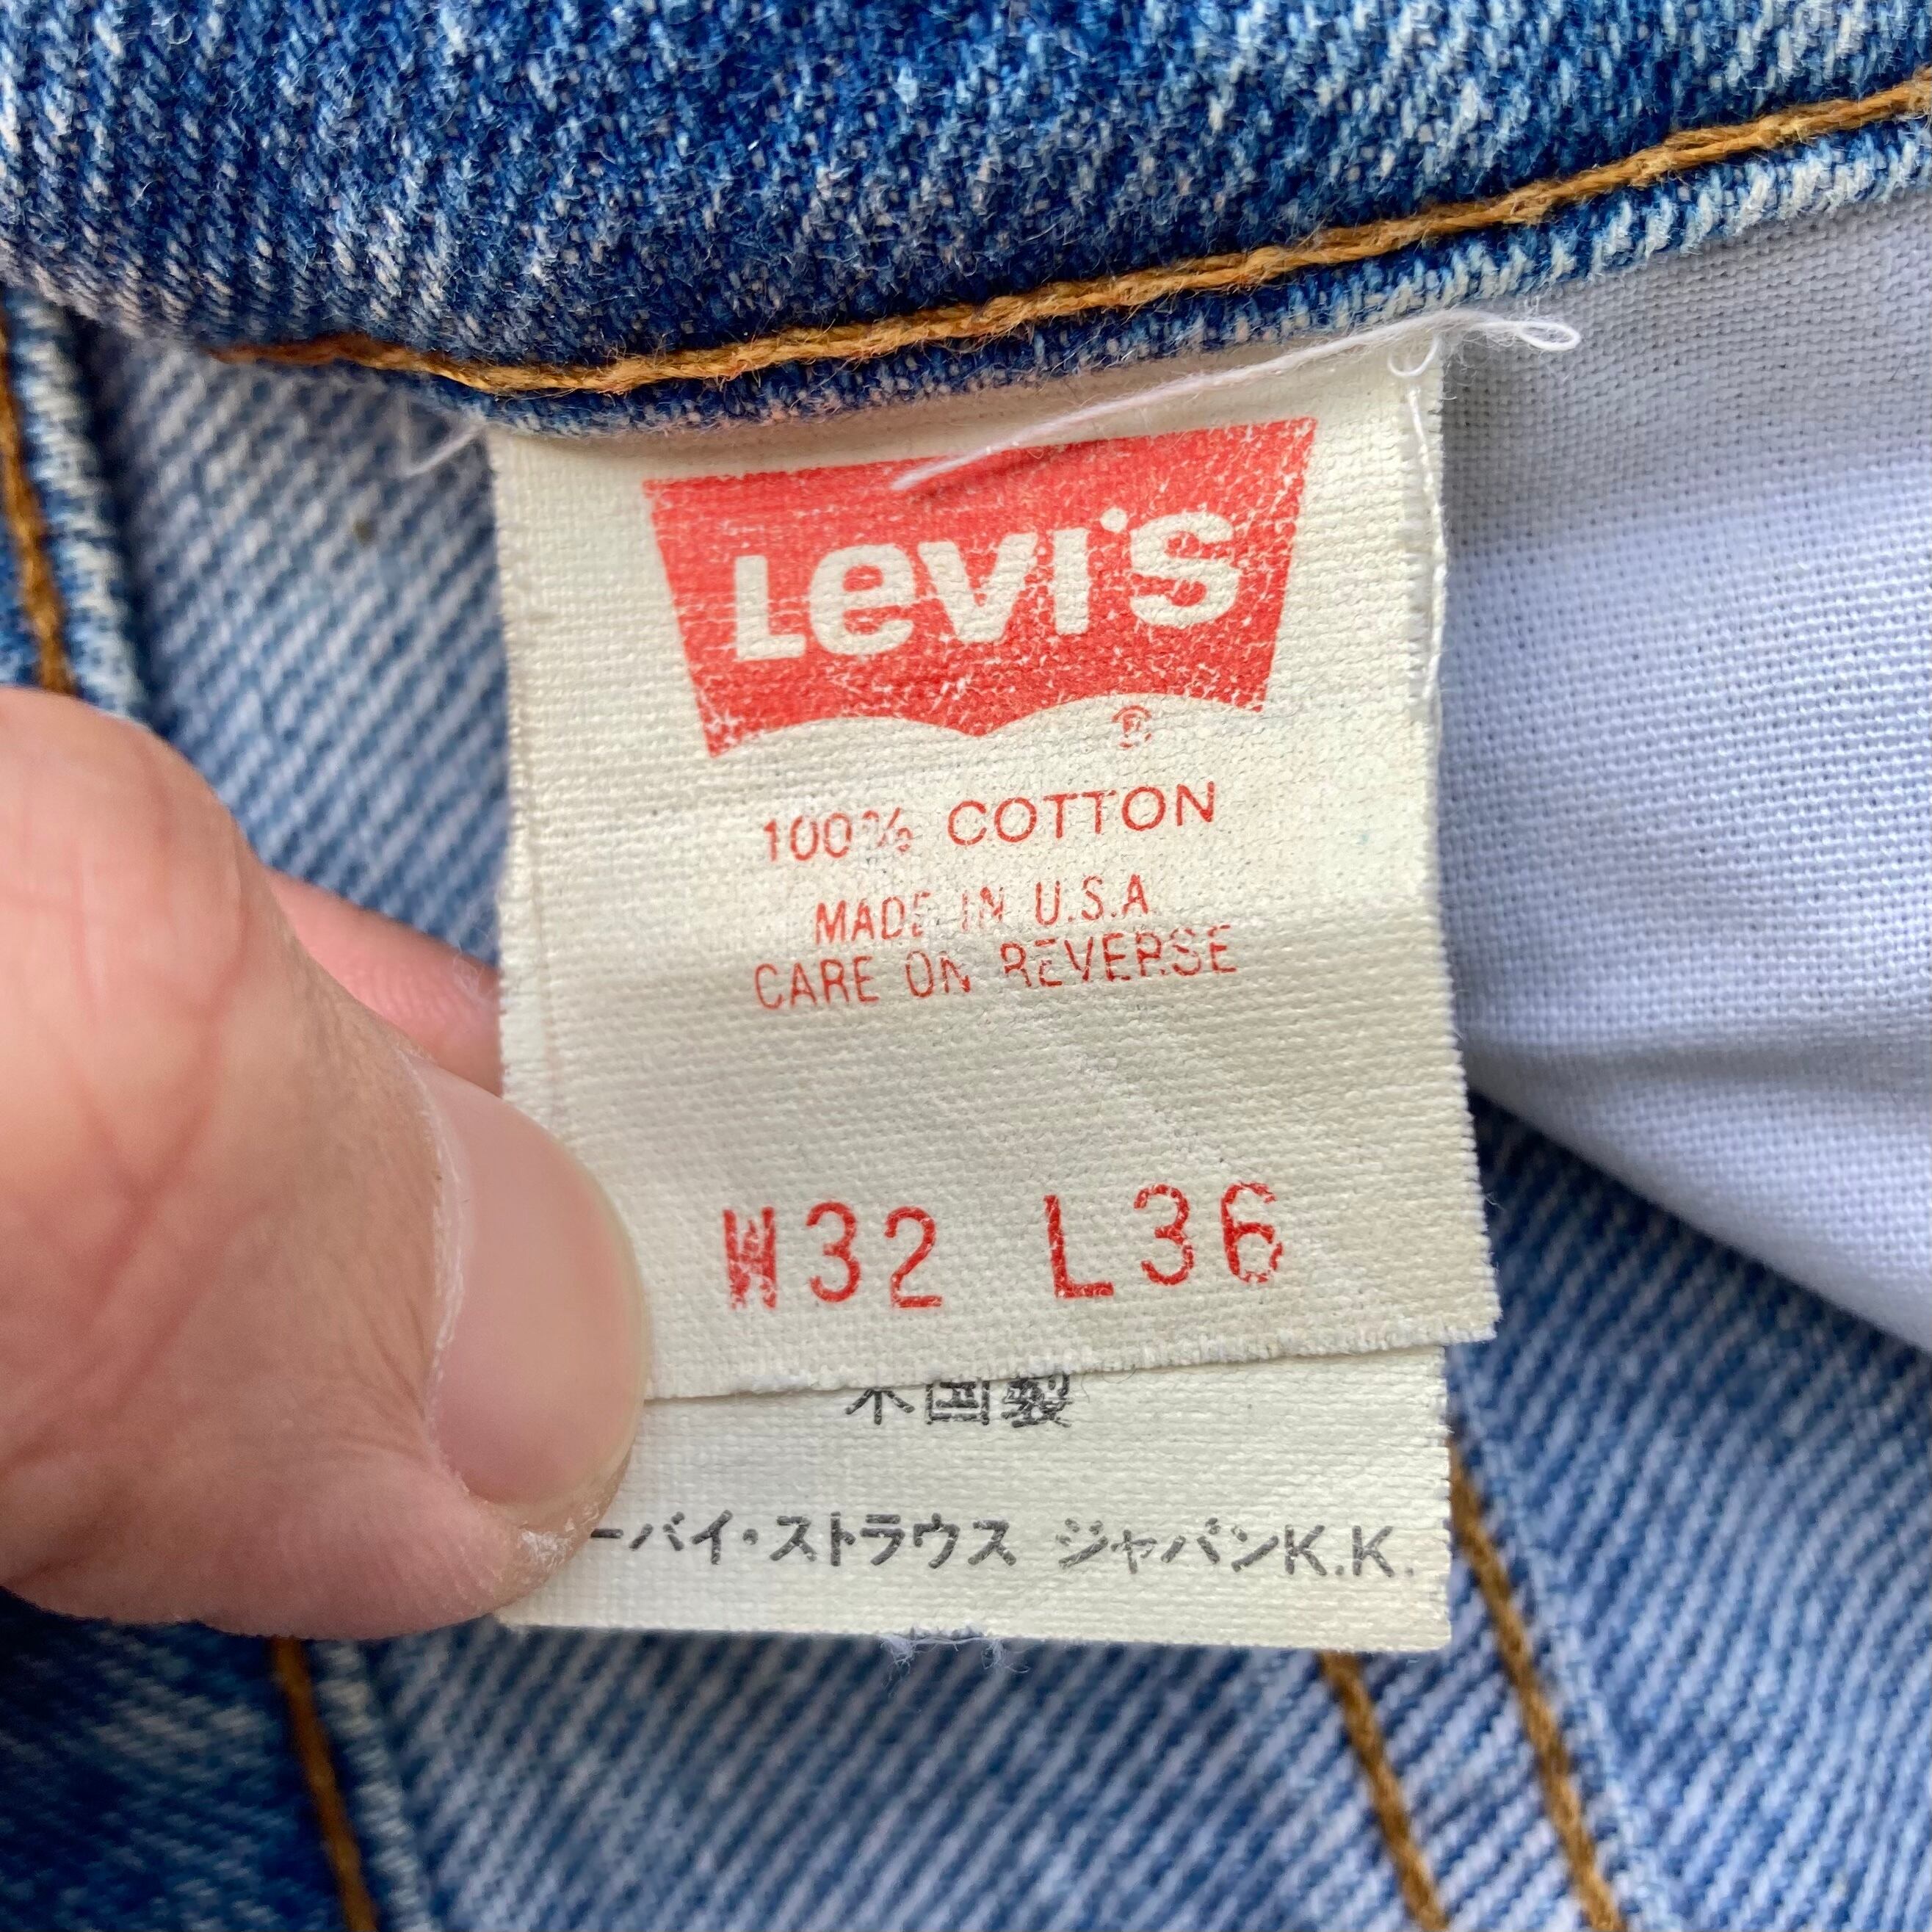 Levi's
®
100% COTTON
MADE IN U.S.A
CARE ON REVERSE
W32 L36
米国製
ーバイ・ストラウス ジャパンK.K.